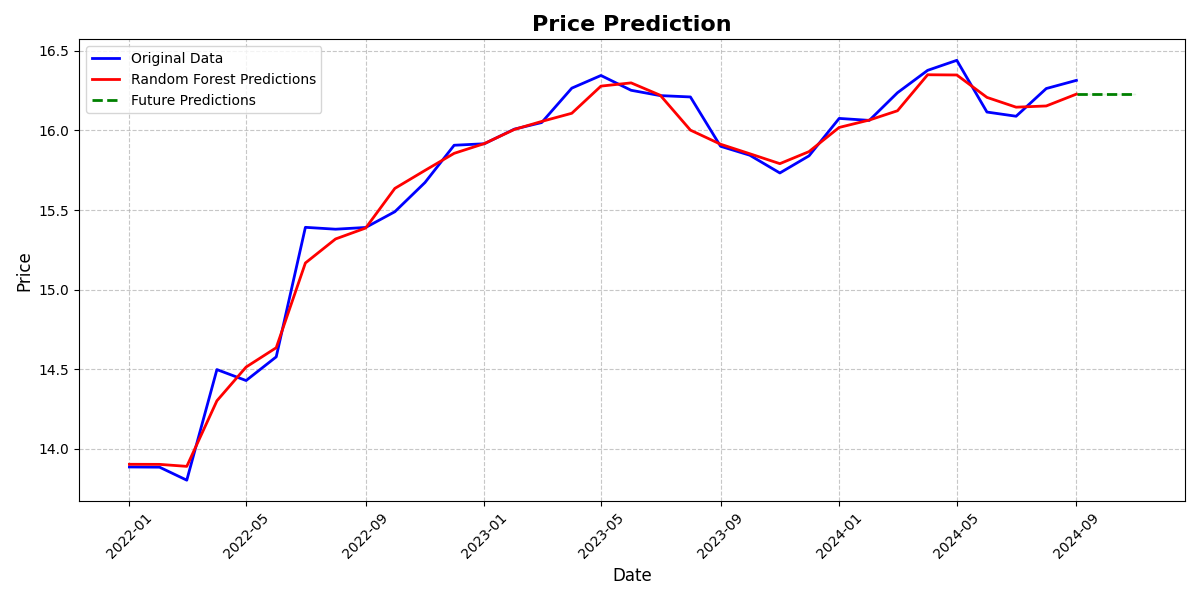 Price Prediction
Original Data
Random Forest Predictions
Future Predictions
Price
16.5
16.0
15.5
15.0
14.5
14.0
2022-01
2022-05
2022-09
2023-01
2023-05
2023-09
2024-01
2024-05
2024-09
Date